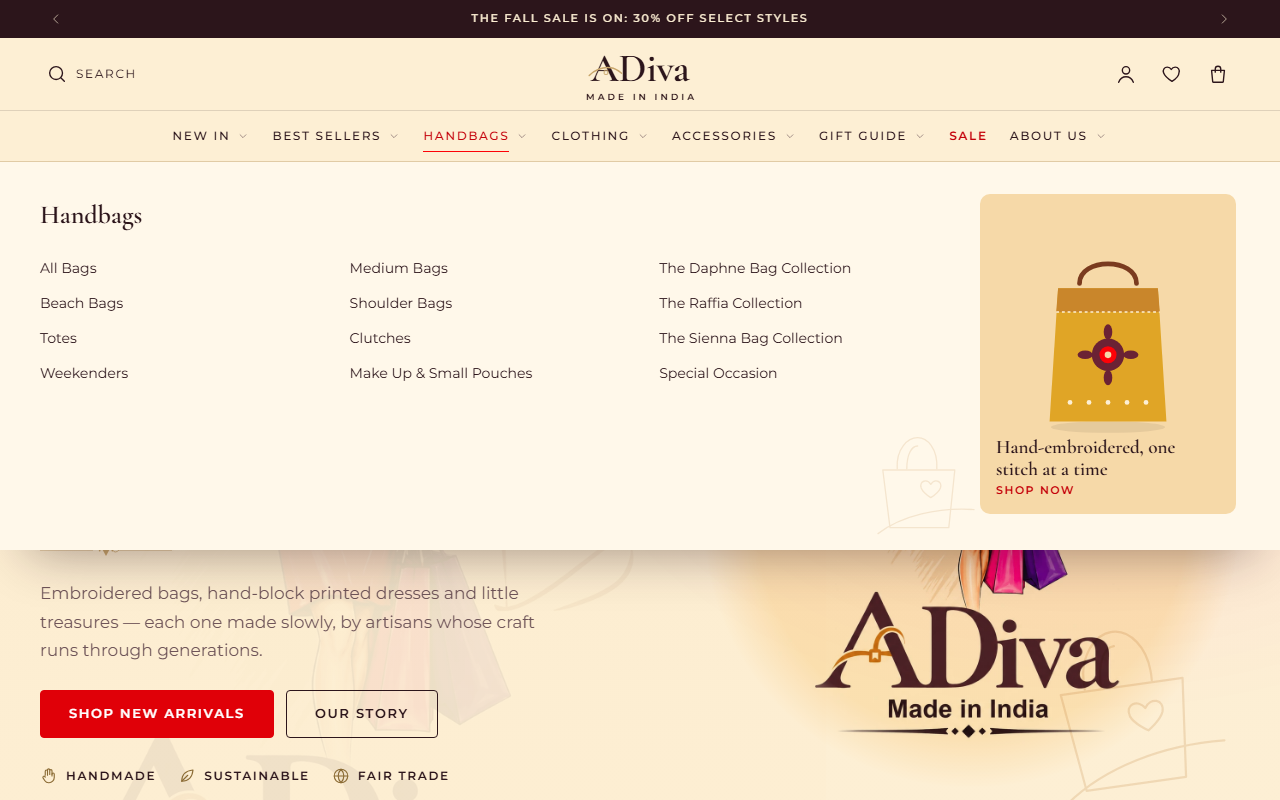 THE FALL SALE IS ON: 30% OFF SELECT STYLES
SEARCH
ADiva
MADE IN INDIA
NEW IN
BEST SELLERS
HANDBAGS
CLOTHING
ACCESSORIES
GIFT GUIDE
SALE
ABOUT US
Handbags
All Bags
Medium Bags
The Daphne Bag Collection
Beach Bags
Shoulder Bags
The Raffia Collection
Totes
Clutches
The Sienna Bag Collection
Weekenders
Make Up & Small Pouches
Special Occasion
Hand-embroidered, one
stitch at a time
SHOP NOW
Embroidered bags, hand-block printed dresses and little
treasures — each one made slowly, by artisans whose craft
runs through generations.
SHOP NEW ARRIVALS
OUR STORY
HANDMADE
SUSTAINABLE
FAIR TRADE
ADiva
Made in India
ADi